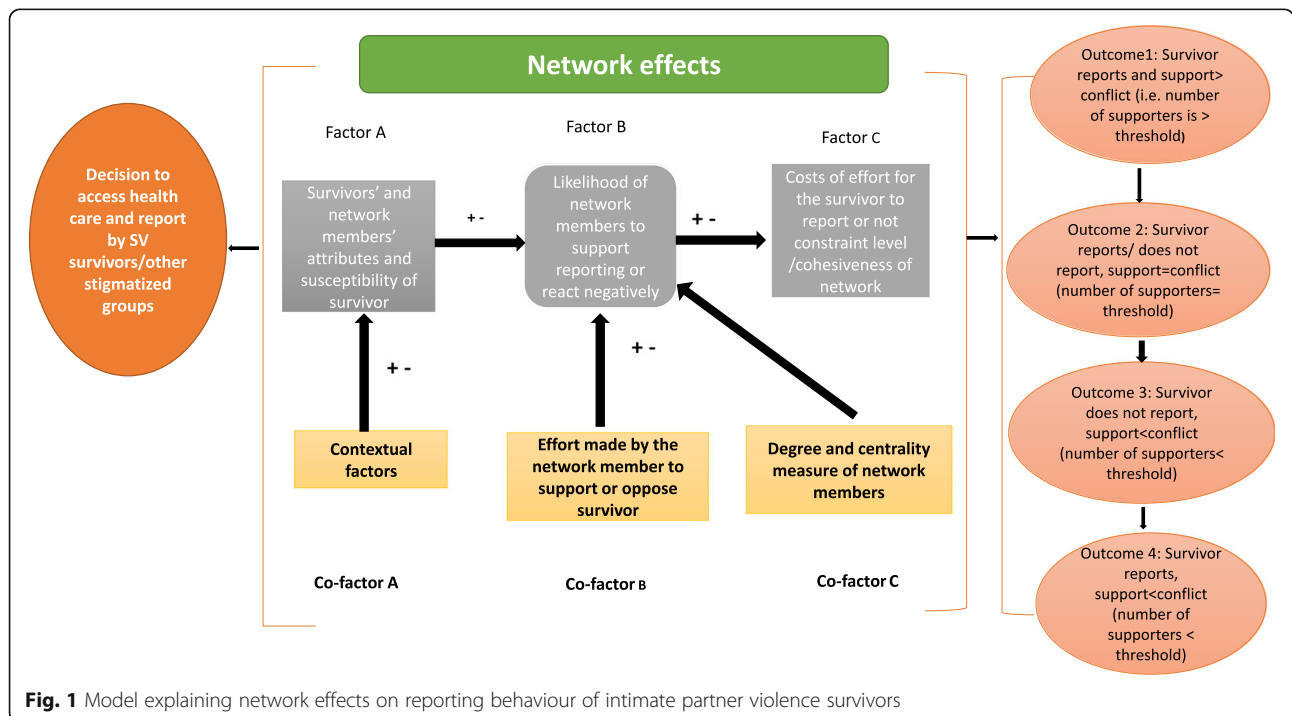 Network effects
Decision to
access health
care and report
by SV
survivors/other
stigmatized
groups
Factor A
Survivors' and
network
members'
attributes and
susceptibility of
survivor
+ -
Factor B
Likelihood of
network
members to
support
reporting or
react negatively
+ -
Factor C
Costs of effort for
the survivor to
report or not
constraint level
/cohesiveness of
network
+ -
Contextual
factors
+ -
Effort made by the
network member to
support or oppose
survivor
Degree and centrality
measure of network
members
Co-factor A
Co-factor B
Co-factor C
Outcome1: Survivor
reports and support>
conflict (i.e. number
of supporters is >
threshold)
Outcome 2: Survivor
reports/ does not
report, support=conflict
(number of supporters=
threshold)
Outcome 3: Survivor
does not report,
support<conflict
(number of supporters<
threshold)
Outcome 4: Survivor
reports,
support<conflict
(number of
supporters <
threshold)
Fig. 1 Model explaining network effects on reporting behaviour of intimate partner violence survivors